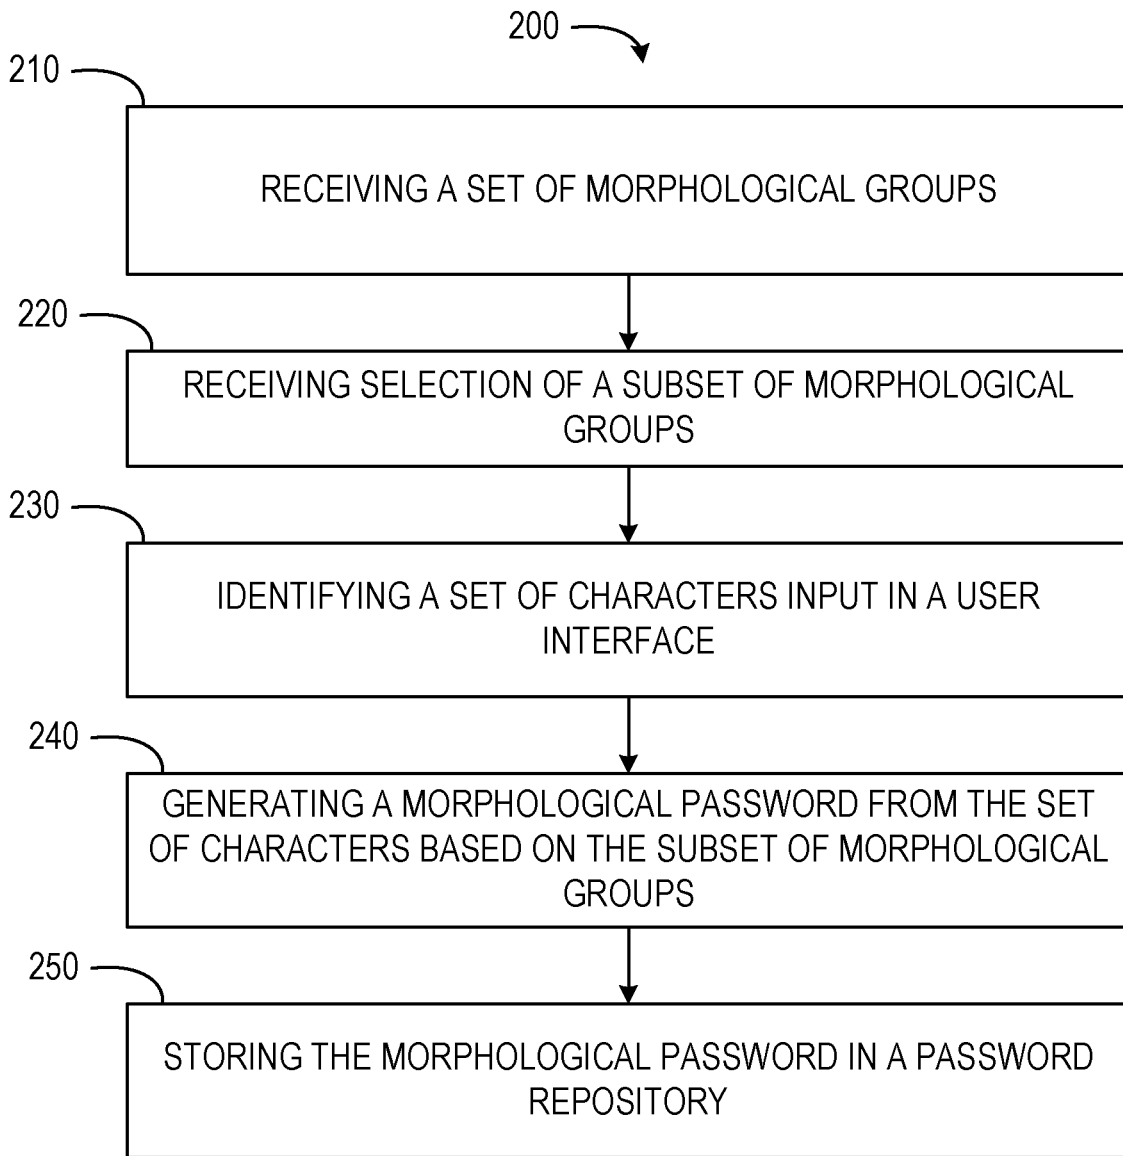 200
210
RECEIVING A SET OF MORPHOLOGICAL GROUPS
220
RECEIVING SELECTION OF A SUBSET OF MORPHOLOGICAL
GROUPS
230
IDENTIFYING A SET OF CHARACTERS INPUT IN A USER
INTERFACE
240
GENERATING A MORPHOLOGICAL PASSWORD FROM THE SET
OF CHARACTERS BASED ON THE SUBSET OF MORPHOLOGICAL
GROUPS
250
STORING THE MORPHOLOGICAL PASSWORD IN A PASSWORD
REPOSITORY